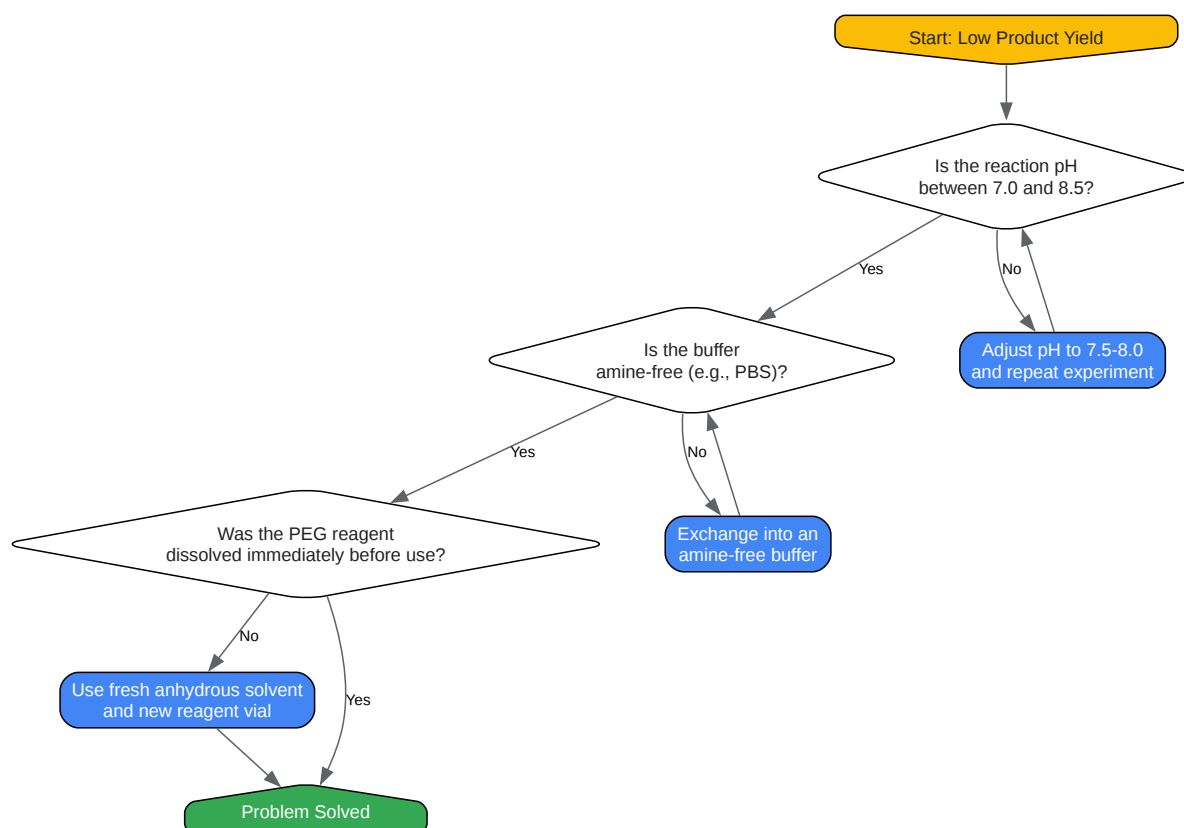 Start: Low Product Yield
Is the reaction pH
between 7.0 and 8.5?
Yes
No
Is the buffer
amine-free (e.g., PBS)?
Adjust pH to 7.5-8.0
and repeat experiment
Yes
No
Was the PEG reagent
dissolved immediately before use?
Exchange into an
amine-free buffer
No
Yes
Use fresh anhydrous solvent
and new reagent vial
Problem Solved